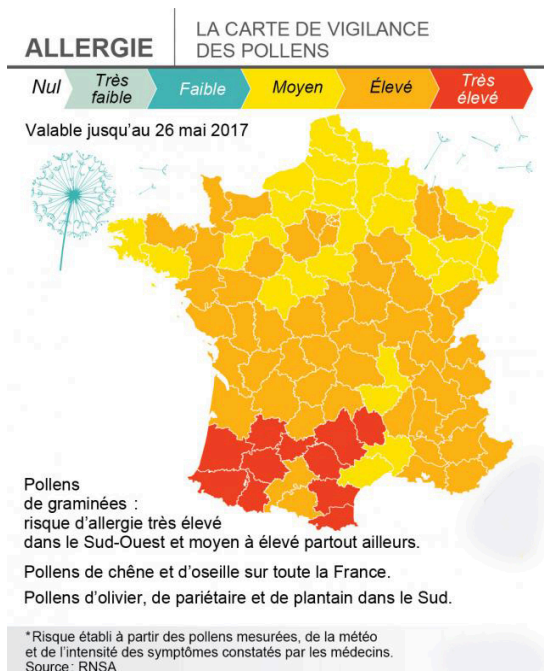 ALLERGIE
LA CARTE DE VIGILANCE
DES POLLENS
Nul
Très
faible
Faible
Moyen
Élevé
Très
élevé
Valable jusqu'au 26 mai 2017
Pollens
de graminées :
risque d'allergie très élevé
dans le Sud-Ouest et moyen à élevé partout ailleurs.
Pollens de chêne et d'oseille sur toute la France.
Pollens d'olivier, de pariétaire et de plantain dans le Sud.
*Risque établi à partir des pollens mesurées, de la météo
et de l'intensité des symptômes constatés par les médecins.
Source: RNSA